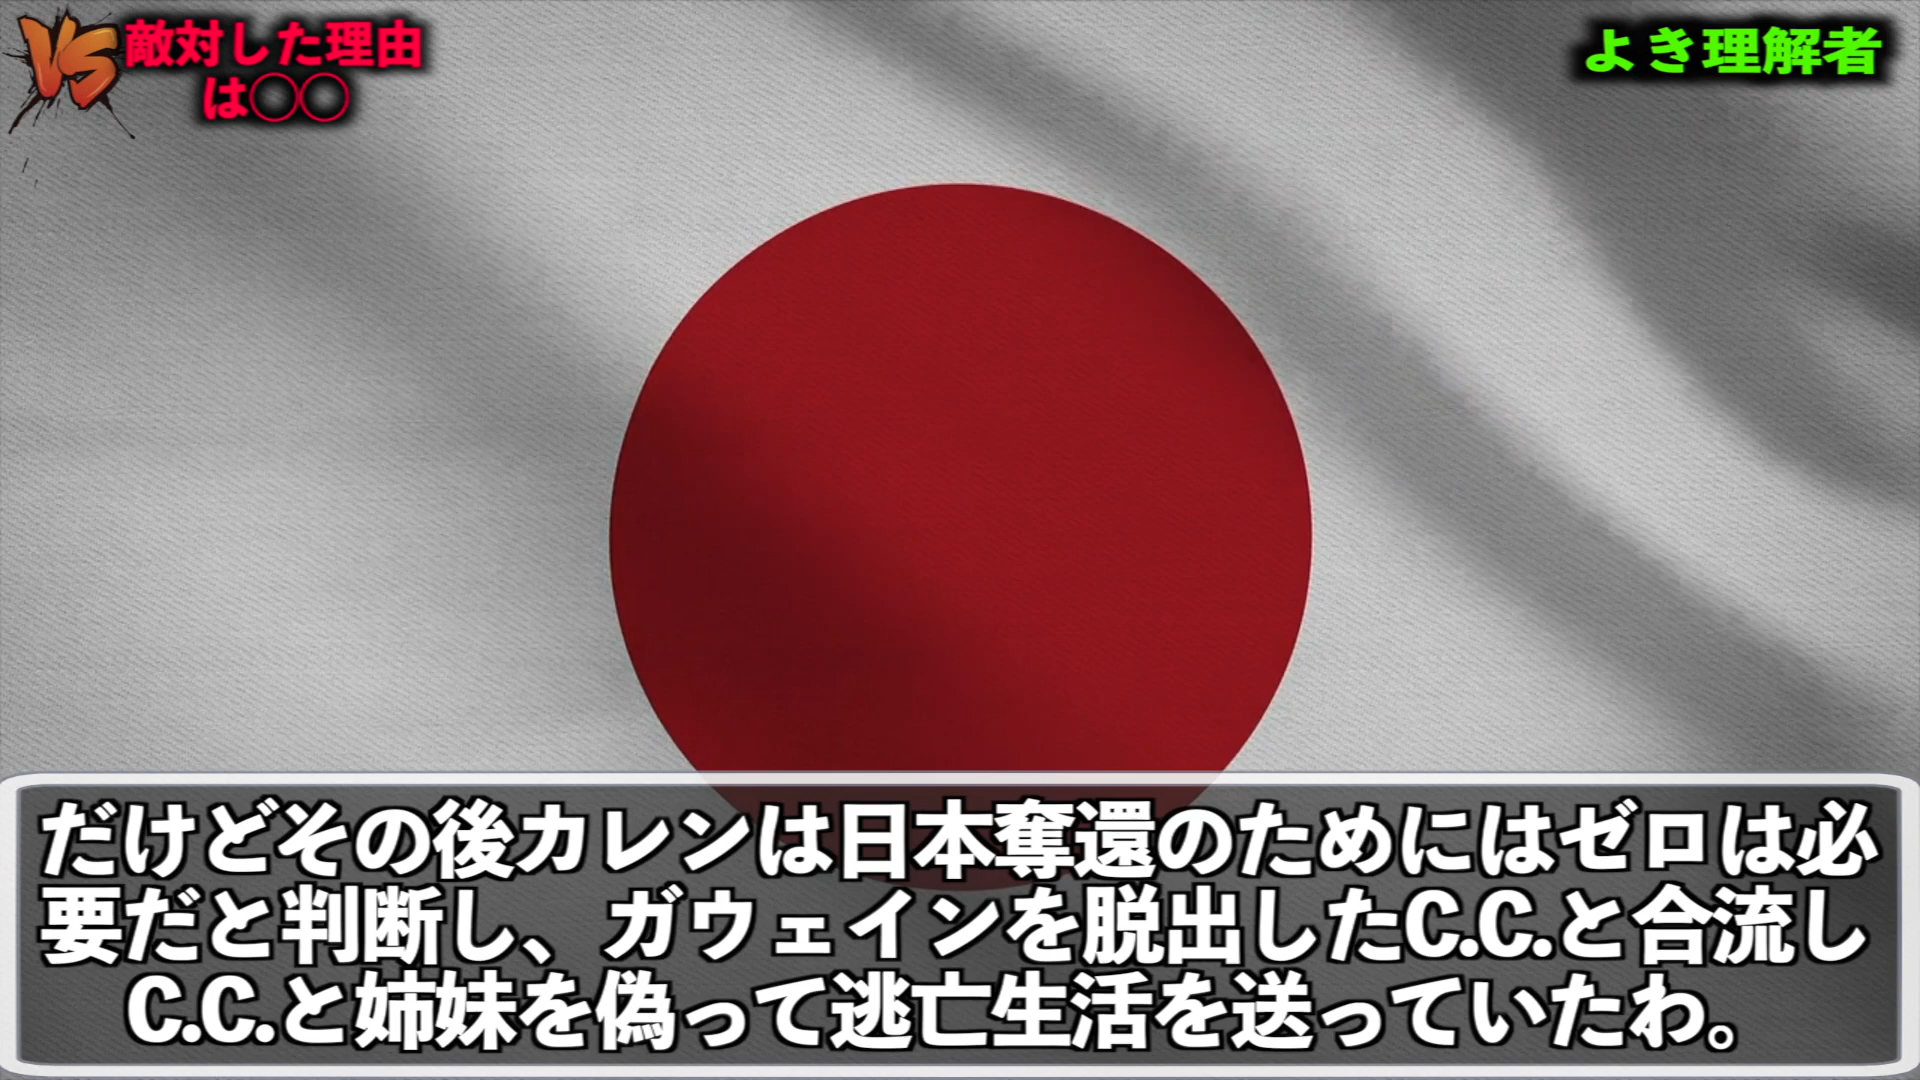 VS
敵対した理由
は◯◯
よき理解者
だけどその後カレンは日本奪還のためにはゼロは必
要だと判断し、ガウェインを脱出したC.C.と合流し
C.C.と姉妹を偽って逃亡生活を送っていたわ。